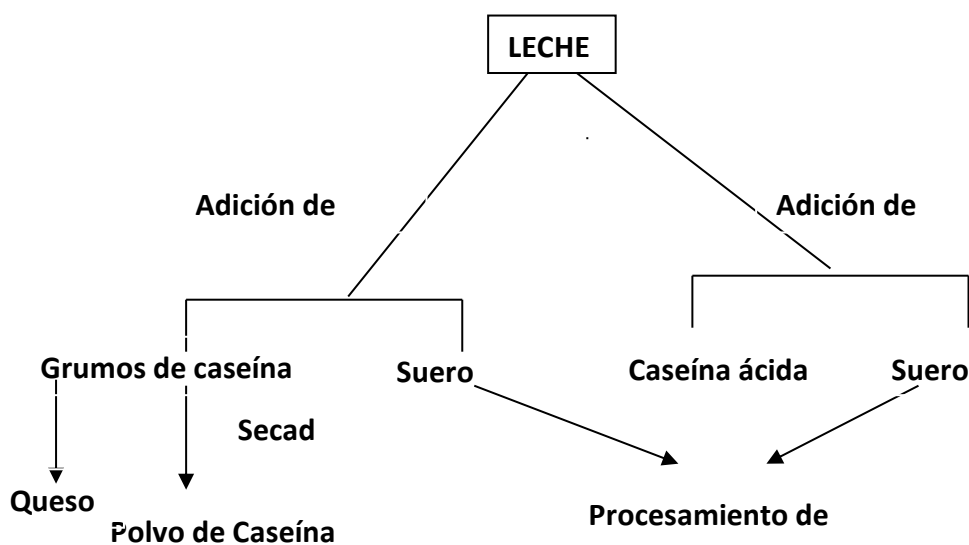 LECHE
Adición de
Adición de
Grumos de caseína
Suero
Caseína ácida
Suero
Secad
Queso
Polvo de Caseína
Procesamiento de